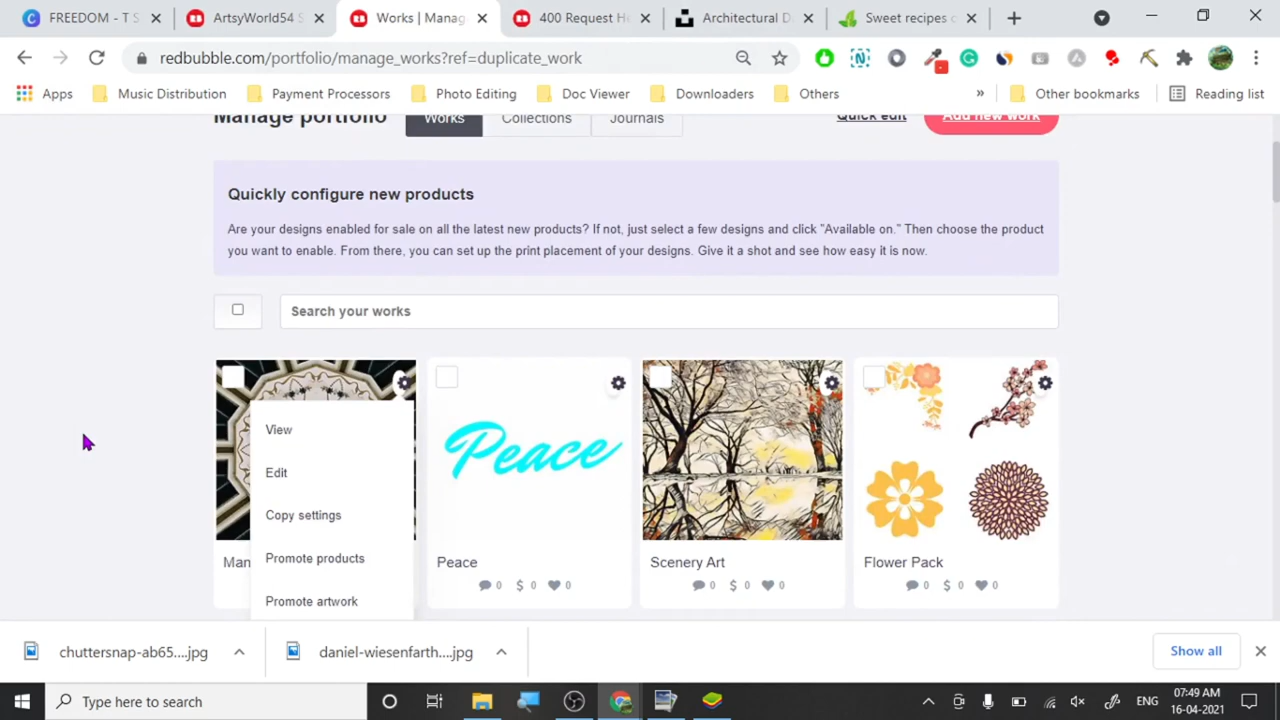 FREEDOM - T S
ArtsyWorld54 S
Works | Manag
400 Request He
Architectural D
Sweet recipes c
redbubble.com/portfolio/manage_works?ref=duplicate_work
Apps
Music Distribution
Payment Processors
Photo Editing
Doc Viewer
Downloaders
Others
»
Other bookmarks
Reading list
Manage portfolio
Works
Collections
Journals
Quick edit
Add new work
Quickly configure new products
Are your designs enabled for sale on all the latest new products? If not, just select a few designs and click "Available on." Then choose the product
you want to enable. From there, you can set up the print placement of your designs. Give it a shot and see how easy it is now.
Search your works
View
Edit
Copy settings
Promote products
Promote artwork
Man
Peace
Peace
0 $ 0 0
Scenery Art
0 $ 0 0
Flower Pack
0 $ 0 0
chuttersnap-ab65....jpg
daniel-wiesenfarth....jpg
Show all
Type here to search
ENG
07:49 AM
16-04-2021